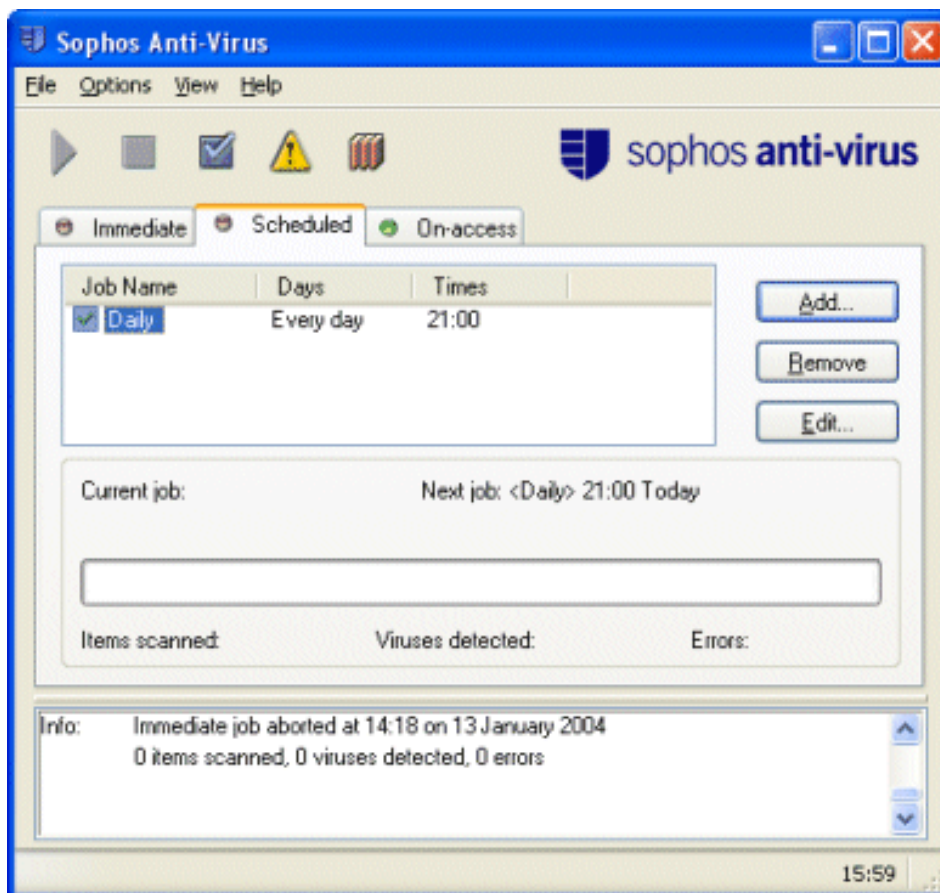 Sophos Anti-Virus
File Options View Help
sophos anti-virus
Immediate Scheduled On-access
Job Name Days Times
Daily Every day 21:00
Add...
Remove
Edit...
Current job: Next job: <Daily> 21:00 Today
Items scanned: Viruses detected: Errors:
Info: Immediate job aborted at 14:18 on 13 January 2004
0 items scanned, 0 viruses detected, 0 errors
15:59